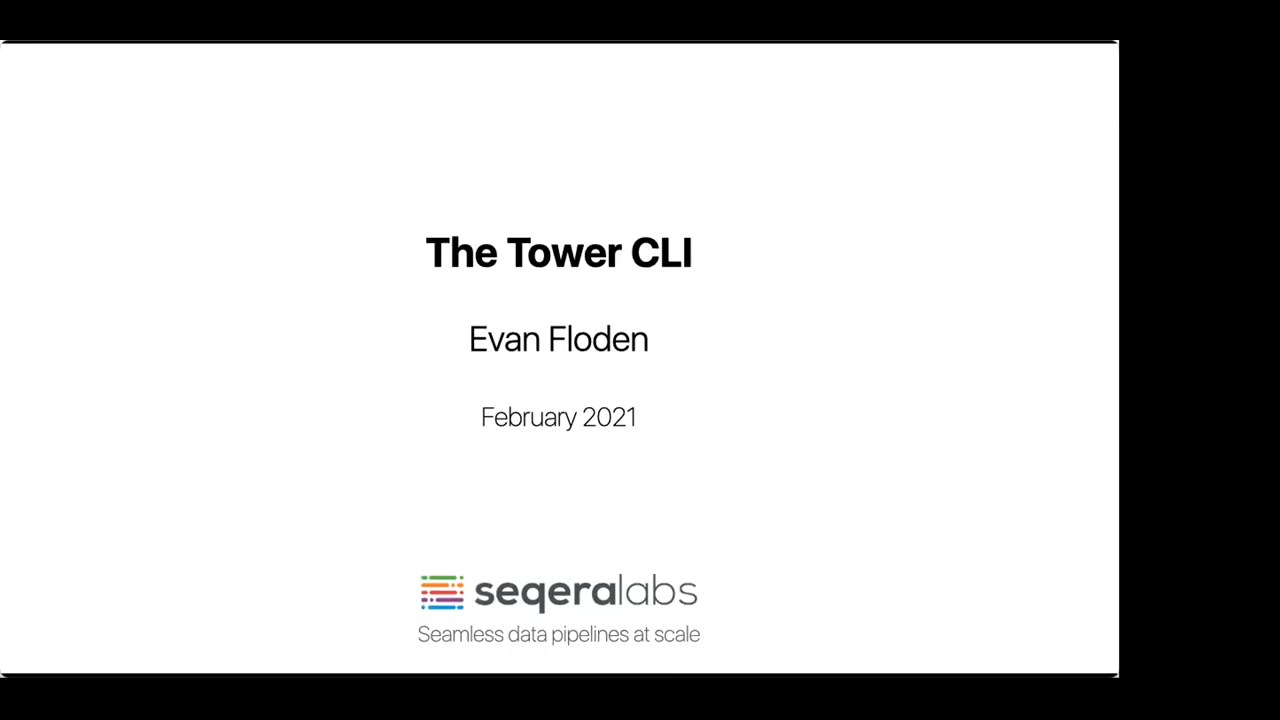 The Tower CLI
Evan Floden
February 2021
seqeralabs
Seamless data pipelines at scale